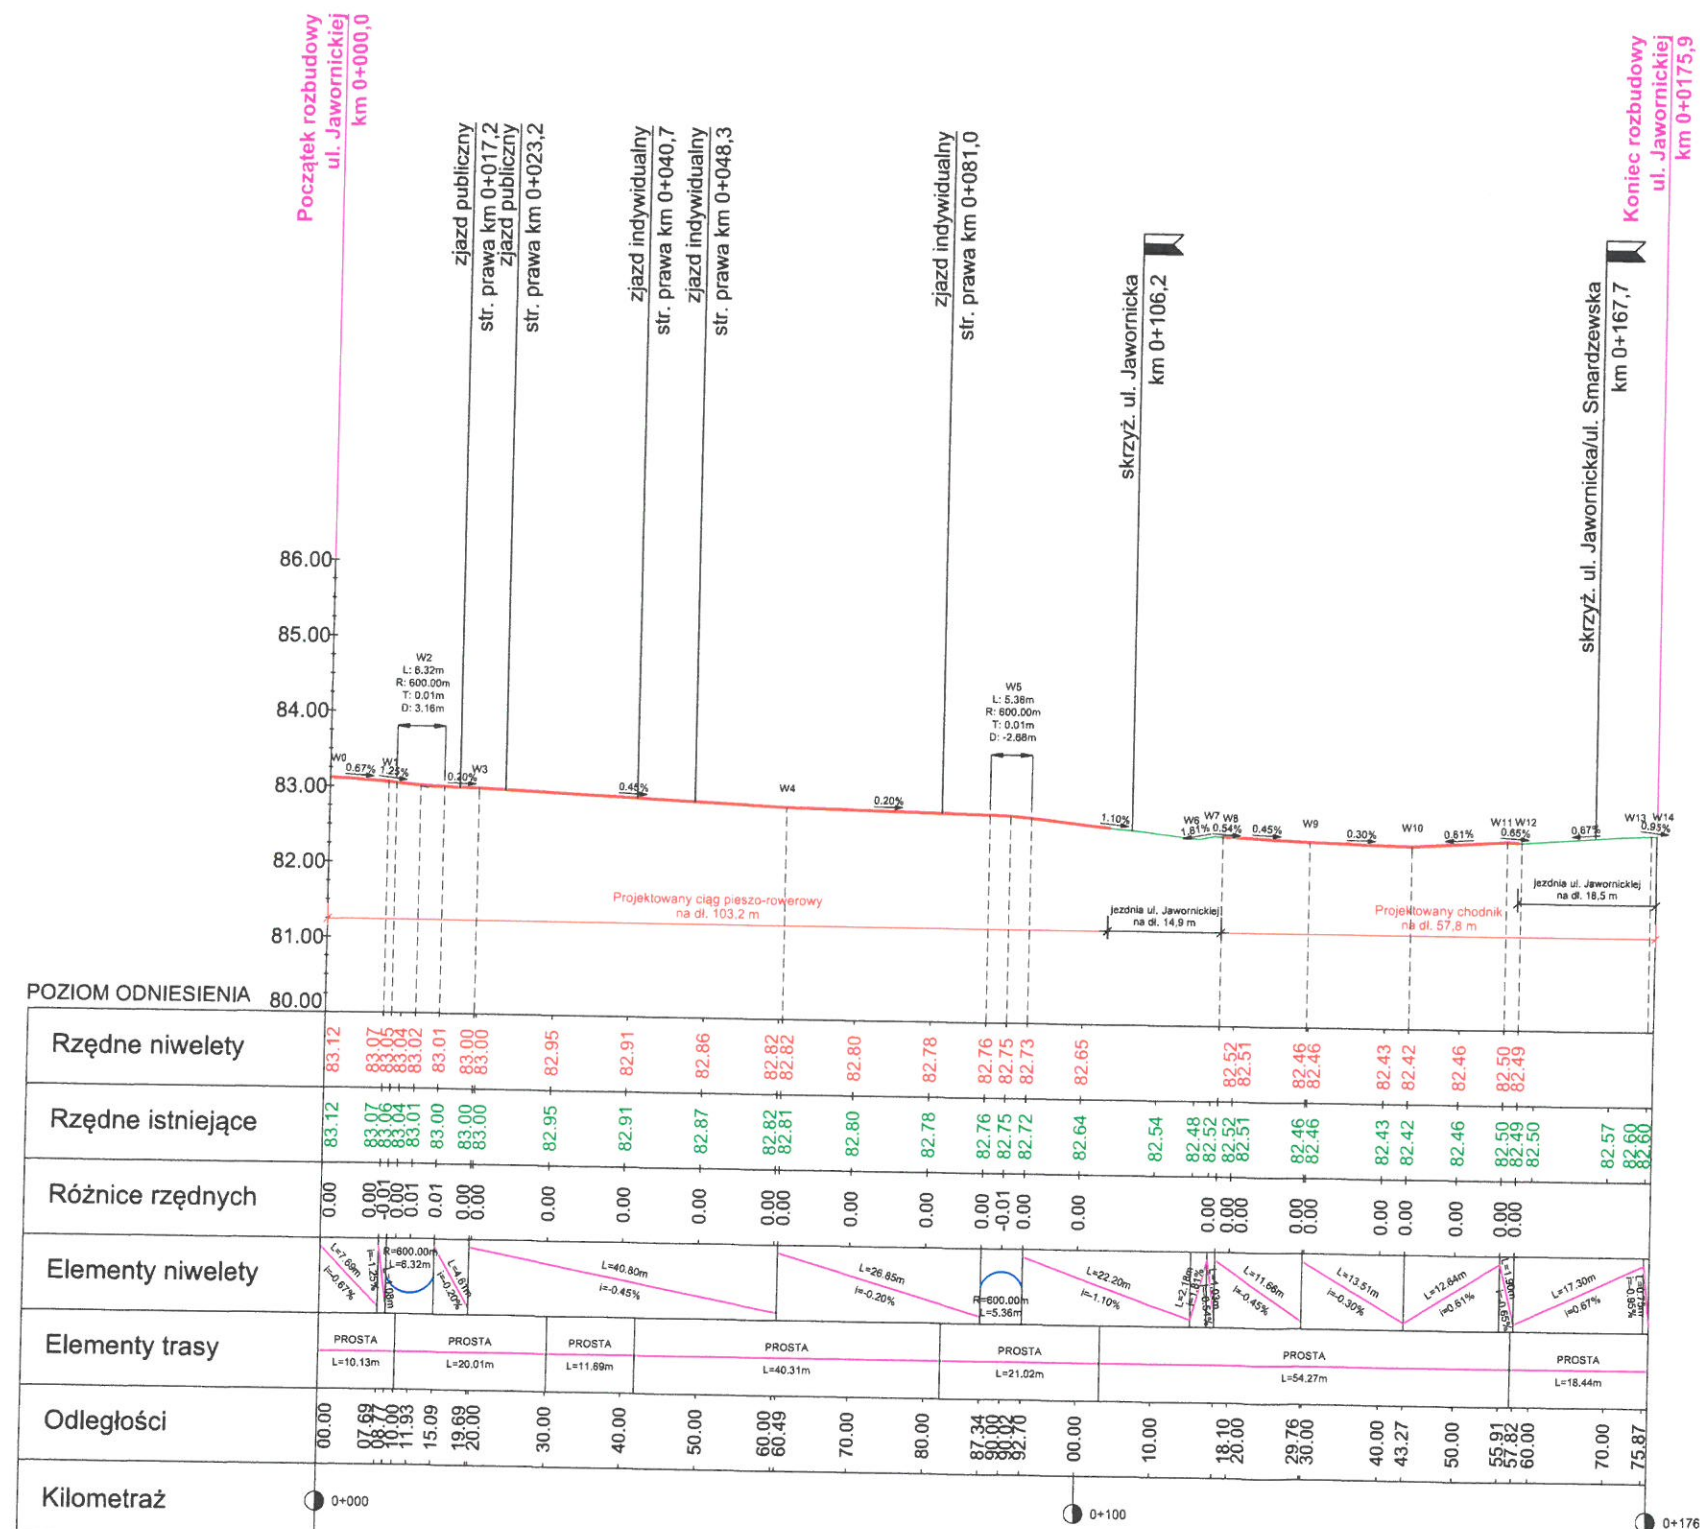 Początek rozbudowy
ul. Jawornickiej
km 0+000,0
zjazd publiczny
str. prawa km 0+017,2
zjazd publiczny
str. prawa km 0+023,2
zjazd indywidualny
str. prawa km 0+040,7
zjazd indywidualny
str. prawa km 0+048,3
zjazd indywidualny
str. prawa km 0+081,0
skrzyż. ul. Jawornicka
km 0+106,2
skrzyż. ul. Jawornicka/ul. Smardzewska
km 0+167,7
Koniec rozbudowy
ul. Jawornickiej
km 0+0175,9
86.00
85.00
84.00
83.00
82.00
81.00
80.00
W2
L: 6.32m
R: 600.00m
T: 0.01m
D: 3.16m
W5
L: 5.36m
R: 600.00m
T: 0.01m
D: -2.68m
W0 0.67% W1 1.25% 0.20% W3 0.45% W4 0.20% 1.10% W6 1.81% W7 0.54% W8 0.45% W9 0.30% W10 0.61% W11 0.65% W12 0.67% W13 0.95% W14
Projektowany ciąg pieszo-rowerowy
na dł. 103,2 m
jezdnia ul. Jawornickiej
na dł. 14,9 m
Projektowany chodnik
na dł. 57,8 m
jezdnia ul. Jawornickiej
na dł. 18,5 m
POZIOM ODNIESIENIA
Rzędne niwelety
83.12 83.07 83.05 83.04 83.02 83.01 83.00 83.00 82.95 82.91 82.86 82.82 82.82 82.80 82.78 82.76 82.75 82.73 82.65 82.52 82.51 82.46 82.46 82.43 82.42 82.46 82.50 82.49
Rzędne istniejące
83.12 83.07 83.06 83.04 83.01 83.00 83.00 83.00 82.95 82.91 82.87 82.82 82.81 82.80 82.78 82.76 82.75 82.72 82.64 82.54 82.48 82.52 82.52 82.51 82.46 82.46 82.43 82.42 82.46 82.50 82.49 82.50 82.57 82.60 82.60
Różnice rzędnych
0.00 0.00 -0.01 0.00 0.01 0.01 0.00 0.00 0.00 0.00 0.00 0.00 0.00 0.00 0.00 0.00 -0.01 0.00 0.00 0.00 0.00 0.00 0.00 0.00 0.00 0.00 0.00 0.00 0.00
Elementy niwelety
L=7.69m
i=-0.67%
i=-1.25%
R=600.00m
L=6.32m
L=4.61m
i=-0.20%
L=40.80m
i=-0.45%
L=26.85m
i=-0.20%
R=600.00m
L=5.36m
L=22.20m
i=-1.10%
L=2.18m
L=11.66m
i=-0.45%
L=13.51m
i=-0.30%
L=12.64m
i=0.61%
L=1.90m
i=-0.65%
L=17.30m
i=0.67%
i=-0.95%
Elementy trasy
PROSTA
L=10.13m
PROSTA
L=20.01m
PROSTA
L=11.69m
PROSTA
L=40.31m
PROSTA
L=21.02m
PROSTA
L=54.27m
PROSTA
L=18.44m
Odległości
00.00 07.69 08.77 10.00 11.93 15.09 19.69 20.00 30.00 40.00 50.00 60.00 60.49 70.00 80.00 87.34 90.00 90.02 92.70 00.00 10.00 18.10 20.00 29.76 30.00 40.00 43.27 50.00 55.91 57.82 60.00 70.00 75.87
Kilometraż
0+000
0+100
0+176